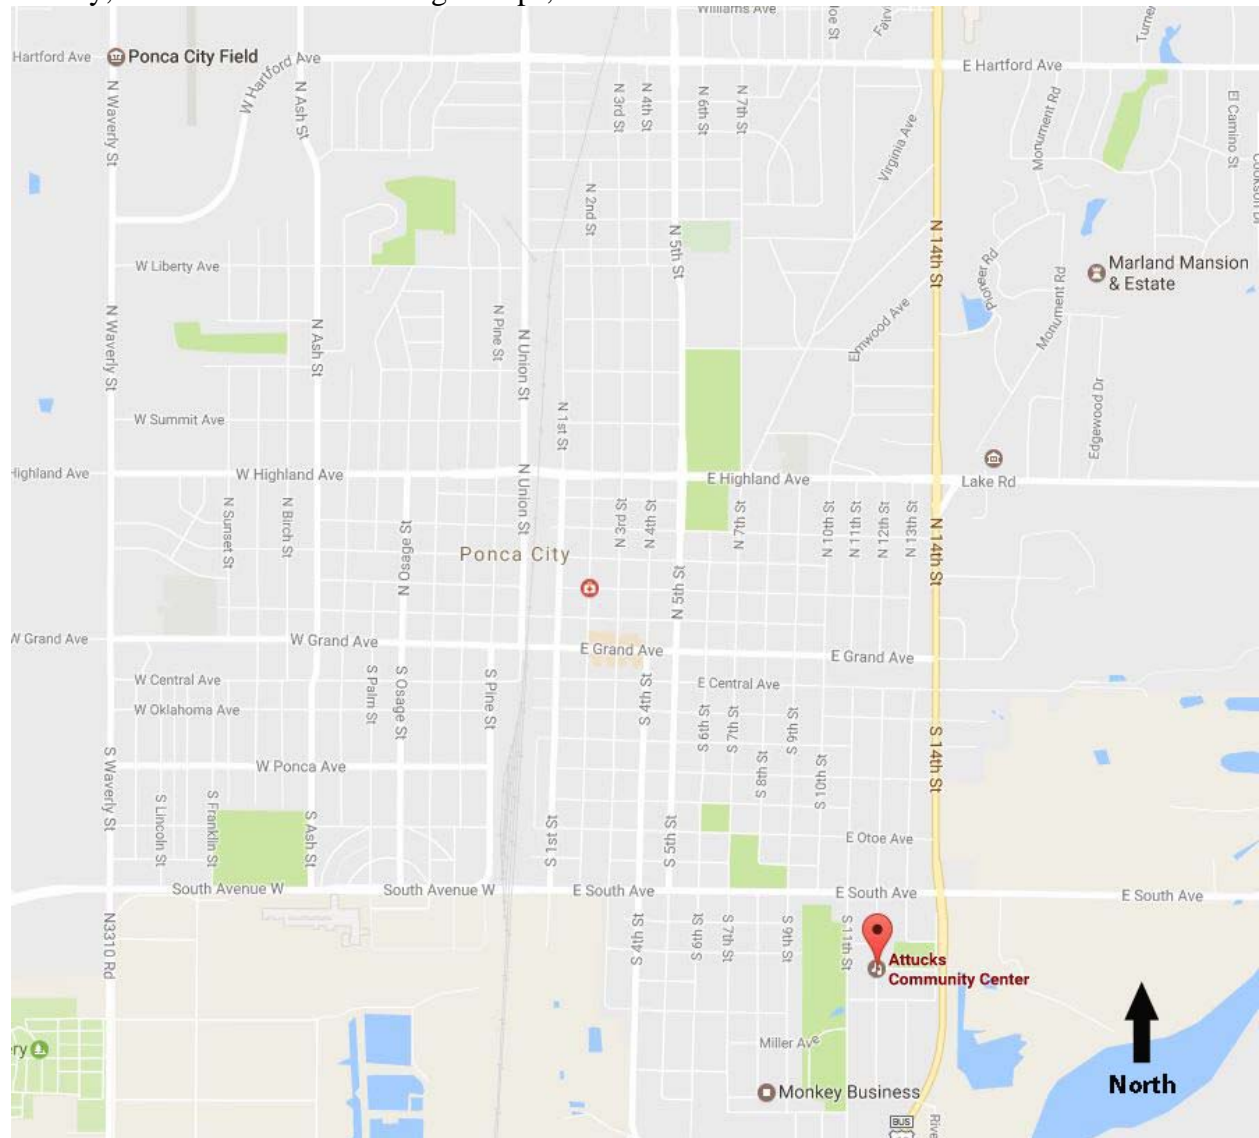 Williams Ave
Hartford Ave
Ponca City Field
W Hartford Ave
E Hartford Ave
N Waverly St
N Ash St
N 3rd St
N 4th St
N 6th St
N 7th St
Virginia Ave
Monument Rd
El Camino St
N 2nd St
N 5th St
N 14th St
W Liberty Ave
Pioneer Rd
Monument Rd
Marland Mansion
& Estate
N Waverly St
N Ash St
N Pine St
N Union St
Elmwood Ave
Edgewood Dr
W Summit Ave
N 1st St
Highland Ave
W Highland Ave
N Union St
E Highland Ave
Lake Rd
N Sunset St
N Birch St
N Osage St
N 3rd St
N 4th St
N 7th St
N 10th St
N 11th St
N 12th St
N 13th St
N 14th St
Ponca City
N 5th St
W Grand Ave
W Grand Ave
E Grand Ave
E Grand Ave
W Central Ave
S Palm St
S Osage St
S Pine St
S 4th St
E Central Ave
W Oklahoma Ave
S 6th St
S 7th St
S 9th St
S 14th St
S Waverly St
W Ponca Ave
S 8th St
S 10th St
S Lincoln St
S Franklin St
S Ash St
S 1st St
S 5th St
E Otoe Ave
South Avenue W
South Avenue W
E South Ave
E South Ave
E South Ave
N3310 Rd
S 4th St
S 6th St
S 7th St
S 9th St
S 11th St
Attucks
Community Center
Miller Ave
North
Monkey Business
BUS